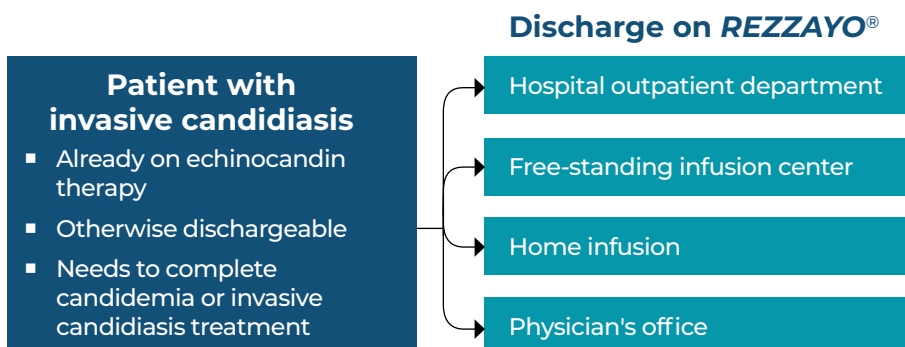 Discharge on REZZAYO®
Patient with
invasive candidiasis
▪ Already on echinocandin
therapy
▪ Otherwise dischargeable
▪ Needs to complete
candidemia or invasive
candidiasis treatment
Hospital outpatient department
Free-standing infusion center
Home infusion
Physician's office